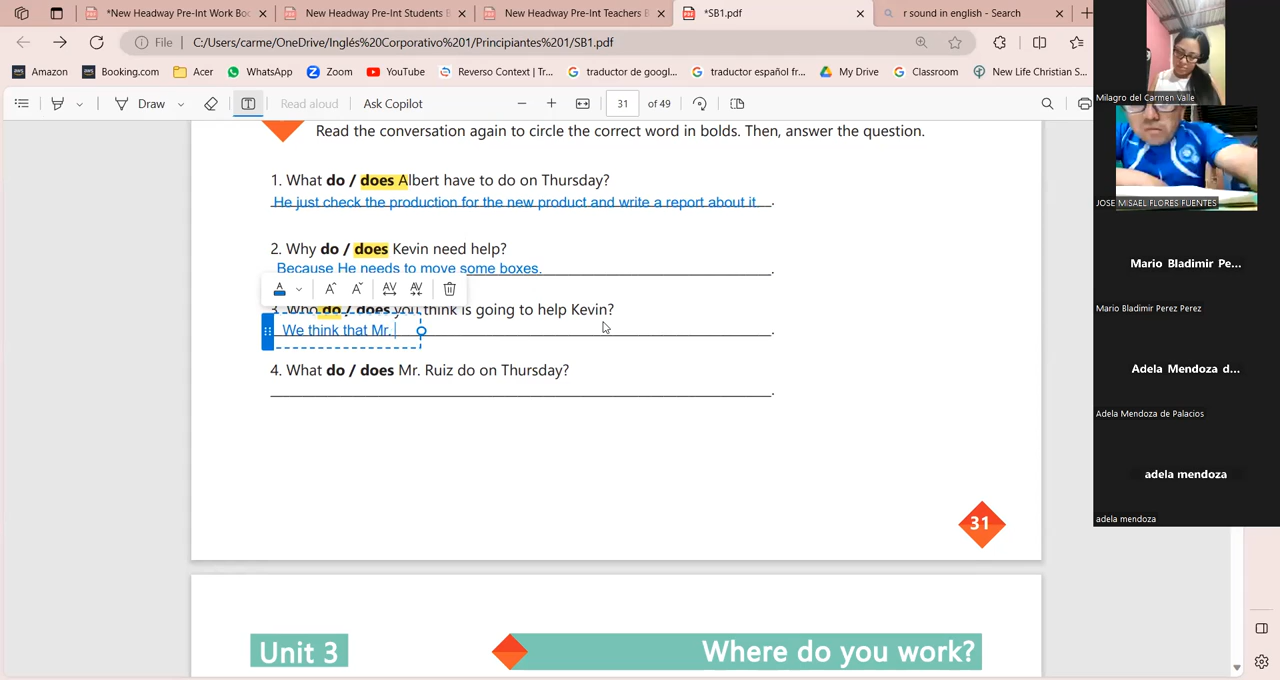 *New Headway Pre-Int Work Boo
New Headway Pre-Int Students B
New Headway Pre-Int Teachers B
*SB1.pdf
r sound in english - Search
File
C:/Users/carme/OneDrive/Inglés%20Corporativo%201/Principiantes%201/SB1.pdf
Amazon
Booking.com
Acer
WhatsApp
Zoom
YouTube
Reverso Context | Tr...
traductor de googl...
traductor español fr...
My Drive
Classroom
New Life Christian S...
Draw
Read aloud
Ask Copilot
31 of 49
Read the conversation again to circle the correct word in bolds. Then, answer the question.
1. What do / does Albert have to do on Thursday?
He just check the production for the new product and write a report about it.
2. Why do / does Kevin need help?
Because He needs to move some boxes.
3. Who do / does you think is going to help Kevin?
We think that Mr.
4. What do / does Mr. Ruiz do on Thursday?
31
Unit 3
Where do you work?
Milagro del Carmen Valle
JOSE MISAEL FLORES FUENTES
Mario Bladimir Pe...
Mario Bladimir Perez Perez
Adela Mendoza d...
Adela Mendoza de Palacios
adela mendoza
adela mendoza